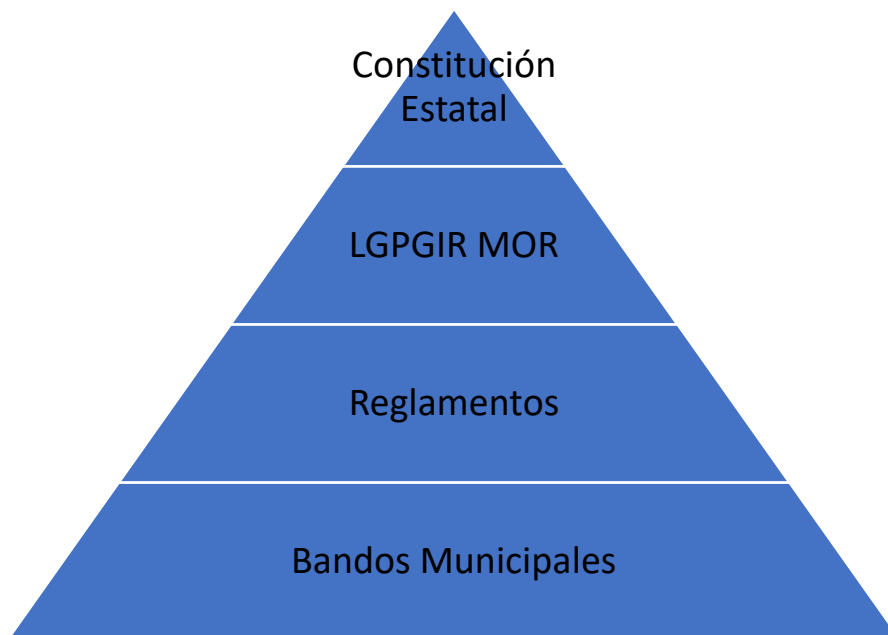 Constitución
Estatal
LGPGIR MOR
Reglamentos
Bandos Municipales